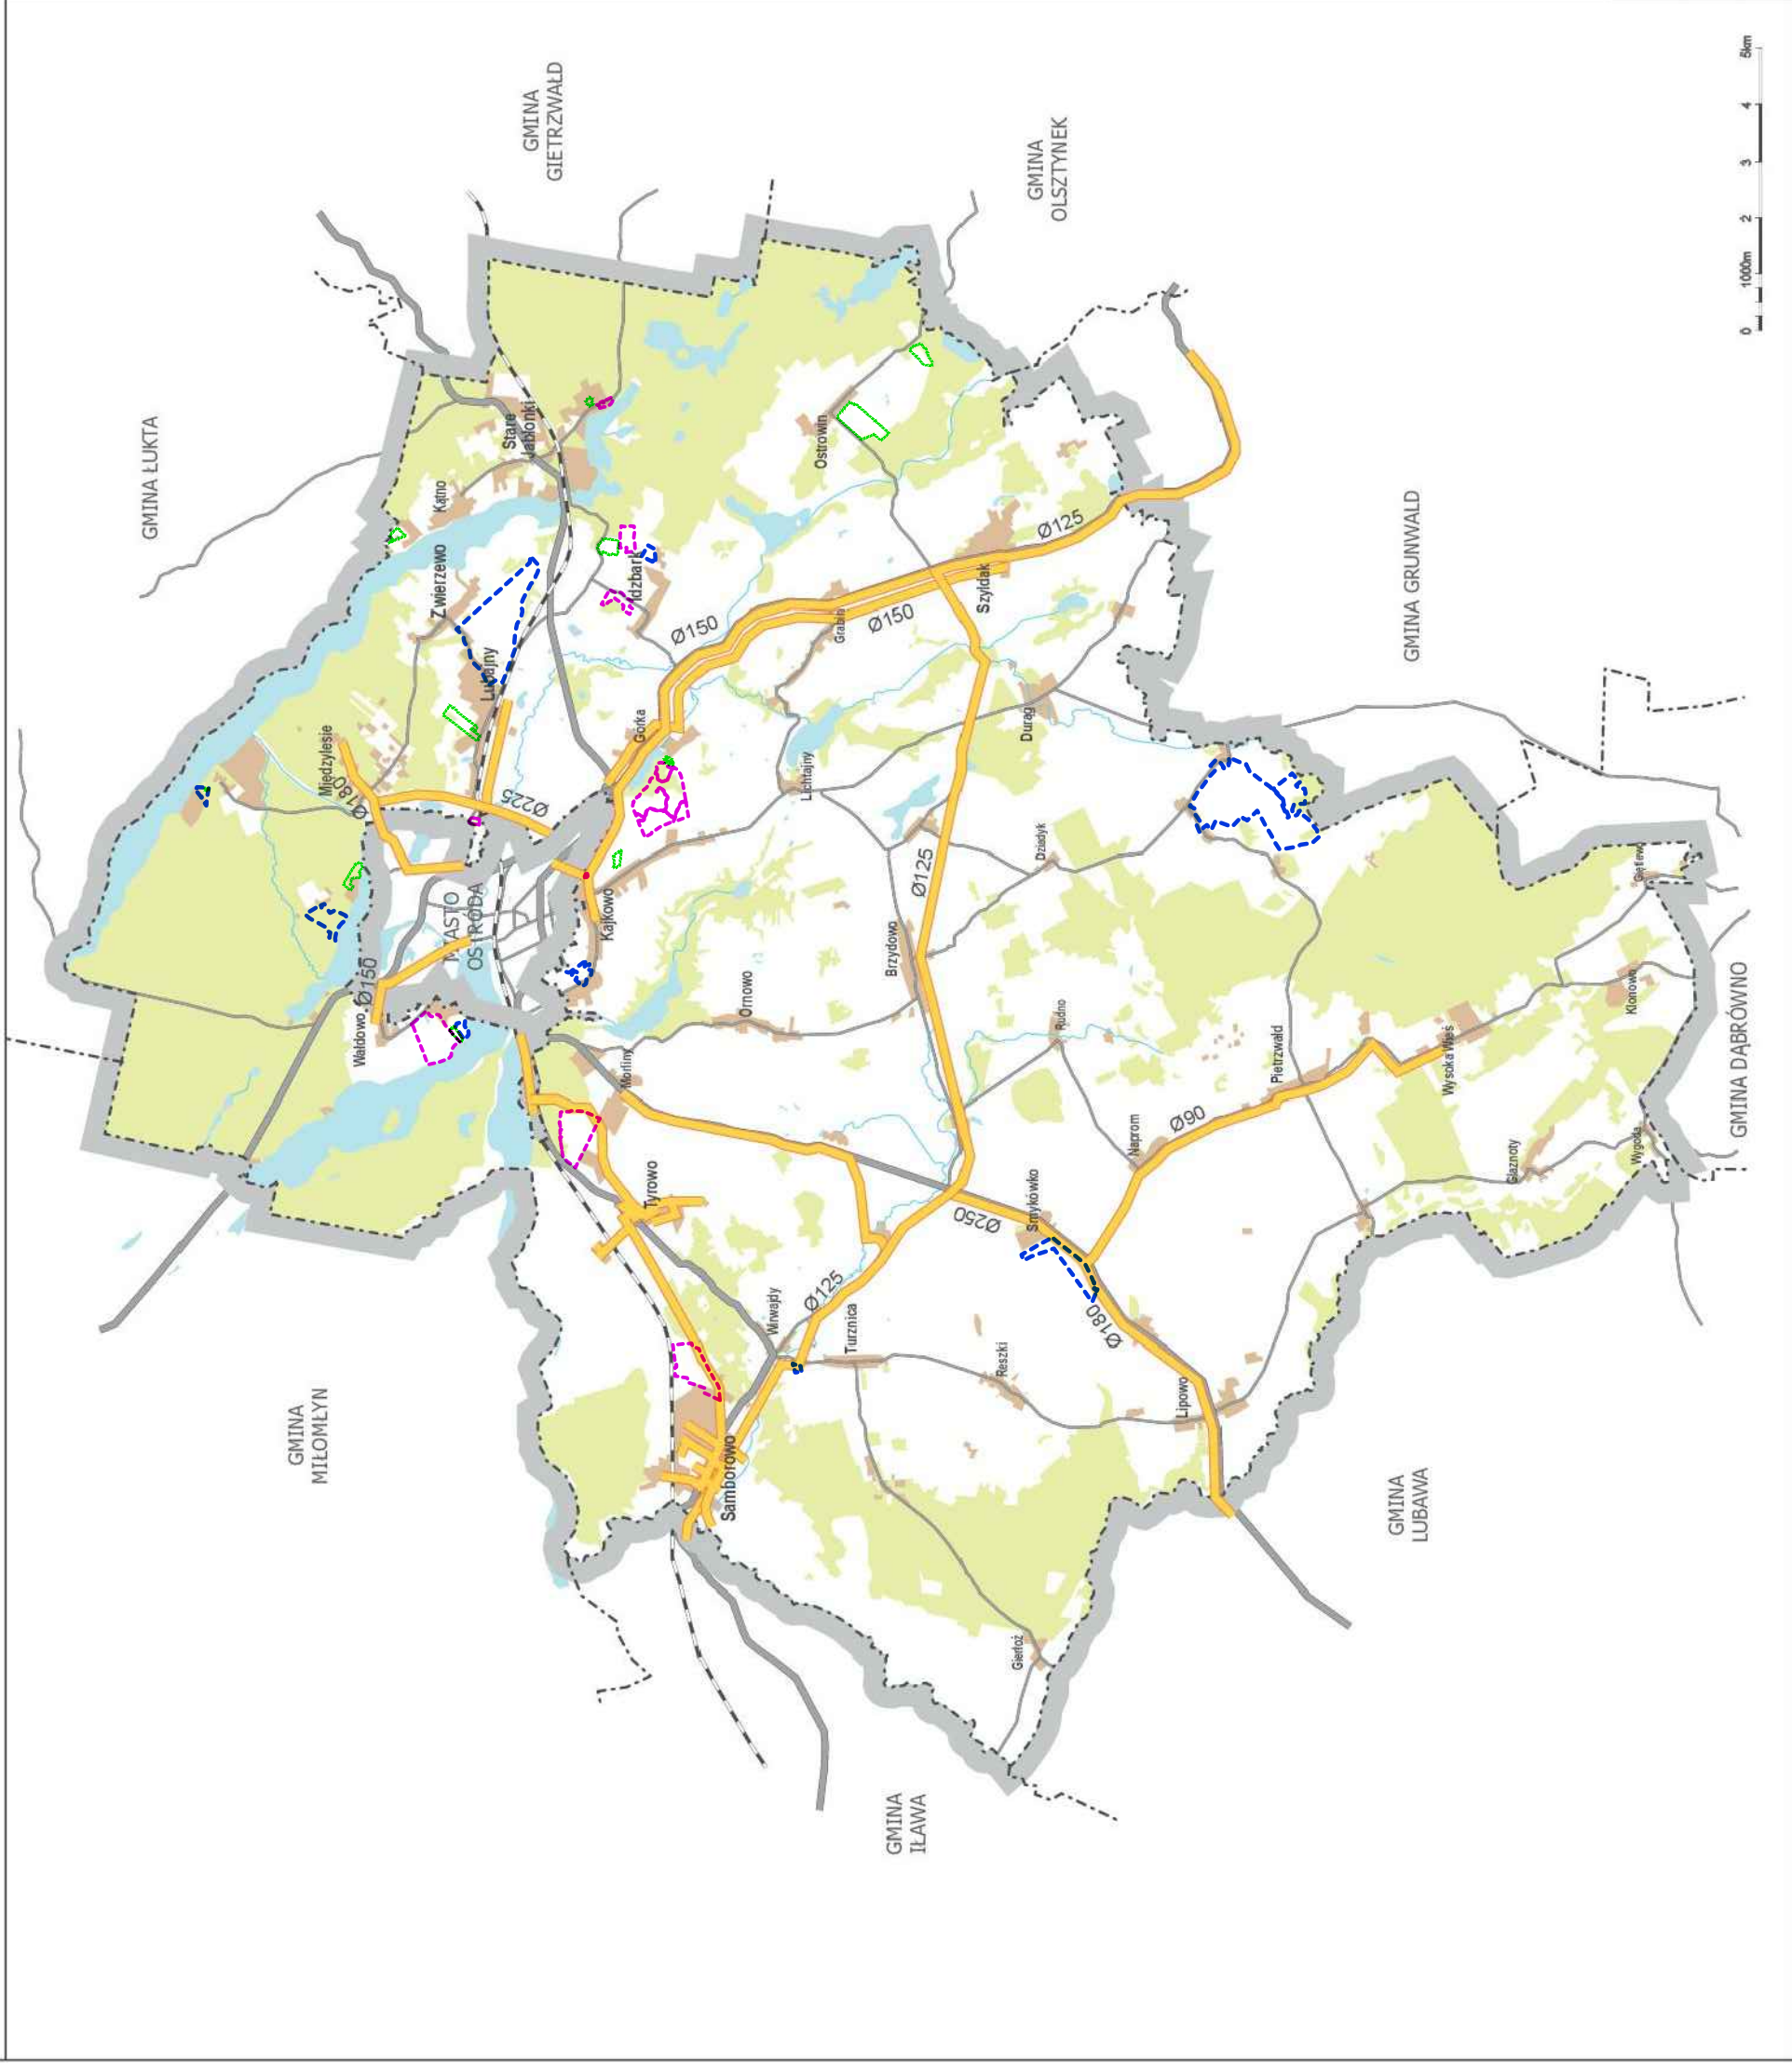 GMINA ŁUKTA
GMINA
GIETRZWAŁD
GMINA
OLSZTYNEK
GMINA GRUNWALD
GMINA DĄBRÓWNO
GMINA
LUBAWA
GMINA
IŁAWA
GMINA
MIŁOMŁYN
MIASTO
OSTRÓDA
Stare
Jabłonki
Kątno
Zwierzewo
Lubajny
Międzylesie
Ø180
Ø225
Idzbark
Ø150
Górka
Grabin
Ø150
Ostrowin
Szyldak
Ø125
Lichtajny
Durąg
Kajkowo
Ø125
Dziadyk
Brzydowo
Ornowo
Rudno
Wałdowo
Ø150
Morliny
Tyrowo
Pietrzwałd
Wysoka Wieś
Klonowo
Gietlewo
Ø90
Naprom
Glaznoty
Wygoda
Smykówko
Ø250
Ø180
Ø125
Wirwajdy
Turznica
Reszki
Lipowo
Samborowo
Gierłoż
0
1000m
2
3
4
5km